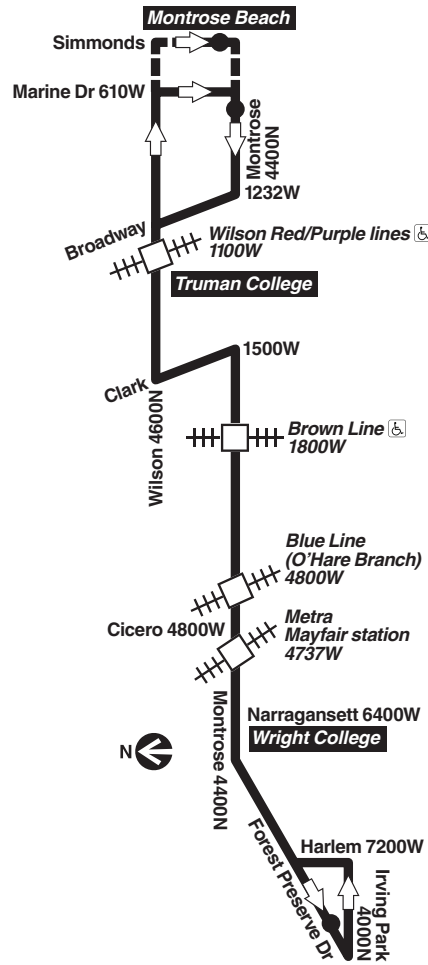 Montrose Beach
Simmonds
Marine Dr 610W
Montrose
4400N
1232W
Broadway
Wilson Red/Purple lines
1100W
Truman College
1500W
Clark
Wilson 4600N
Brown Line
1800W
Blue Line
(O'Hare Branch)
4800W
Cicero 4800W
Metra
Mayfair station
4737W
Montrose 4400N
Narragansett 6400W
Wright College
N
Forest Preserve Dr
Harlem 7200W
Irving Park
4000N